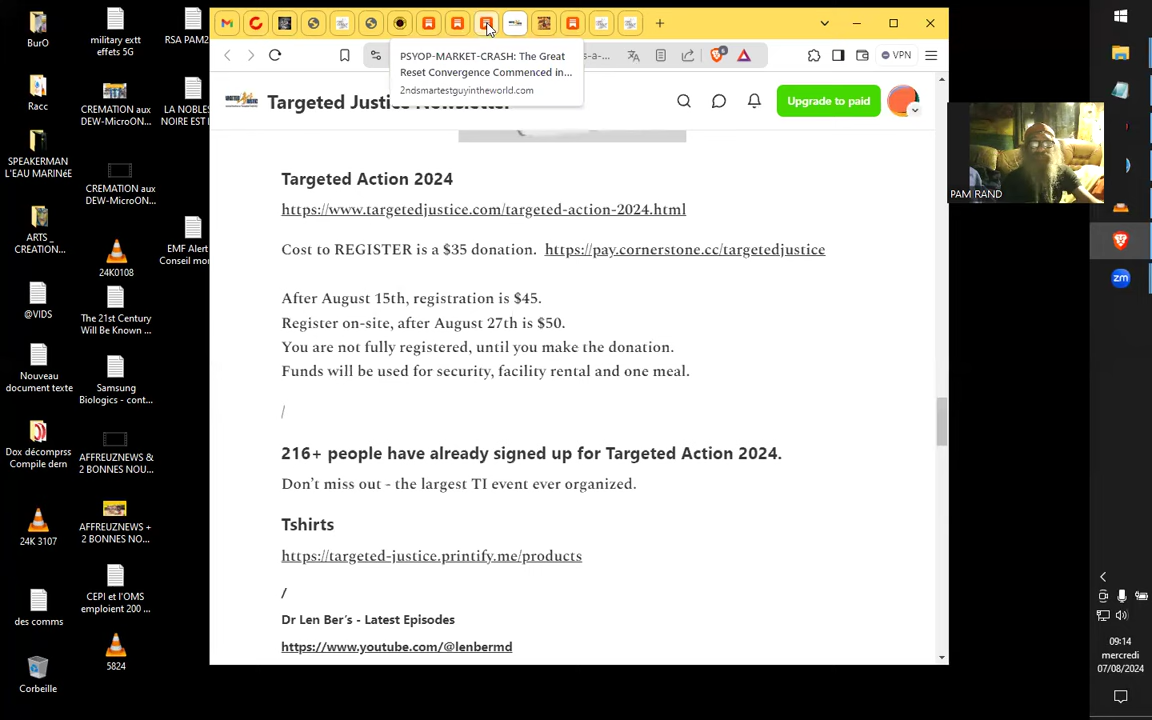 BurO
military ext
effets 5G
RSA PAM2
Racc
CREMATION aux
DEW-MicroON...
LA NOBLES
NOIRE EST I
SPEAKERMAN
L'EAU MARINéE
CREMATION aux
DEW-MicroON...
ARTS _
CREATION...
24K0108
EMF Alert
Conseil mor
@VIDS
The 21st Century
Will Be Known ...
Nouveau
document texte
Samsung
Biologics - cont...
Dox décomprss
Compile dern
AFFREUZNEWS &
2 BONNES NOU...
24K 3107
AFFREUZNEWS +
2 BONNES NO...
des comms
CEPI et l'OMS
emploient 200 ...
Corbeille
5824
PSYOP-MARKET-CRASH: The Great
Reset Convergence Commenced in...
2ndsmartestguyintheworld.com
s-a-...
VPN
Targeted Justice Newsletter
Upgrade to paid
Targeted Action 2024
https://www.targetedjustice.com/targeted-action-2024.html
Cost to REGISTER is a $35 donation. https://pay.cornerstone.cc/targetedjustice
After August 15th, registration is $45.
Register on-site, after August 27th is $50.
You are not fully registered, until you make the donation.
Funds will be used for security, facility rental and one meal.
/
216+ people have already signed up for Targeted Action 2024.
Don't miss out - the largest TI event ever organized.
Tshirts
https://targeted-justice.printify.me/products
/
Dr Len Ber's - Latest Episodes
https://www.youtube.com/@lenbermd
PAM RAND
zm
09:14
mercredi
07/08/2024